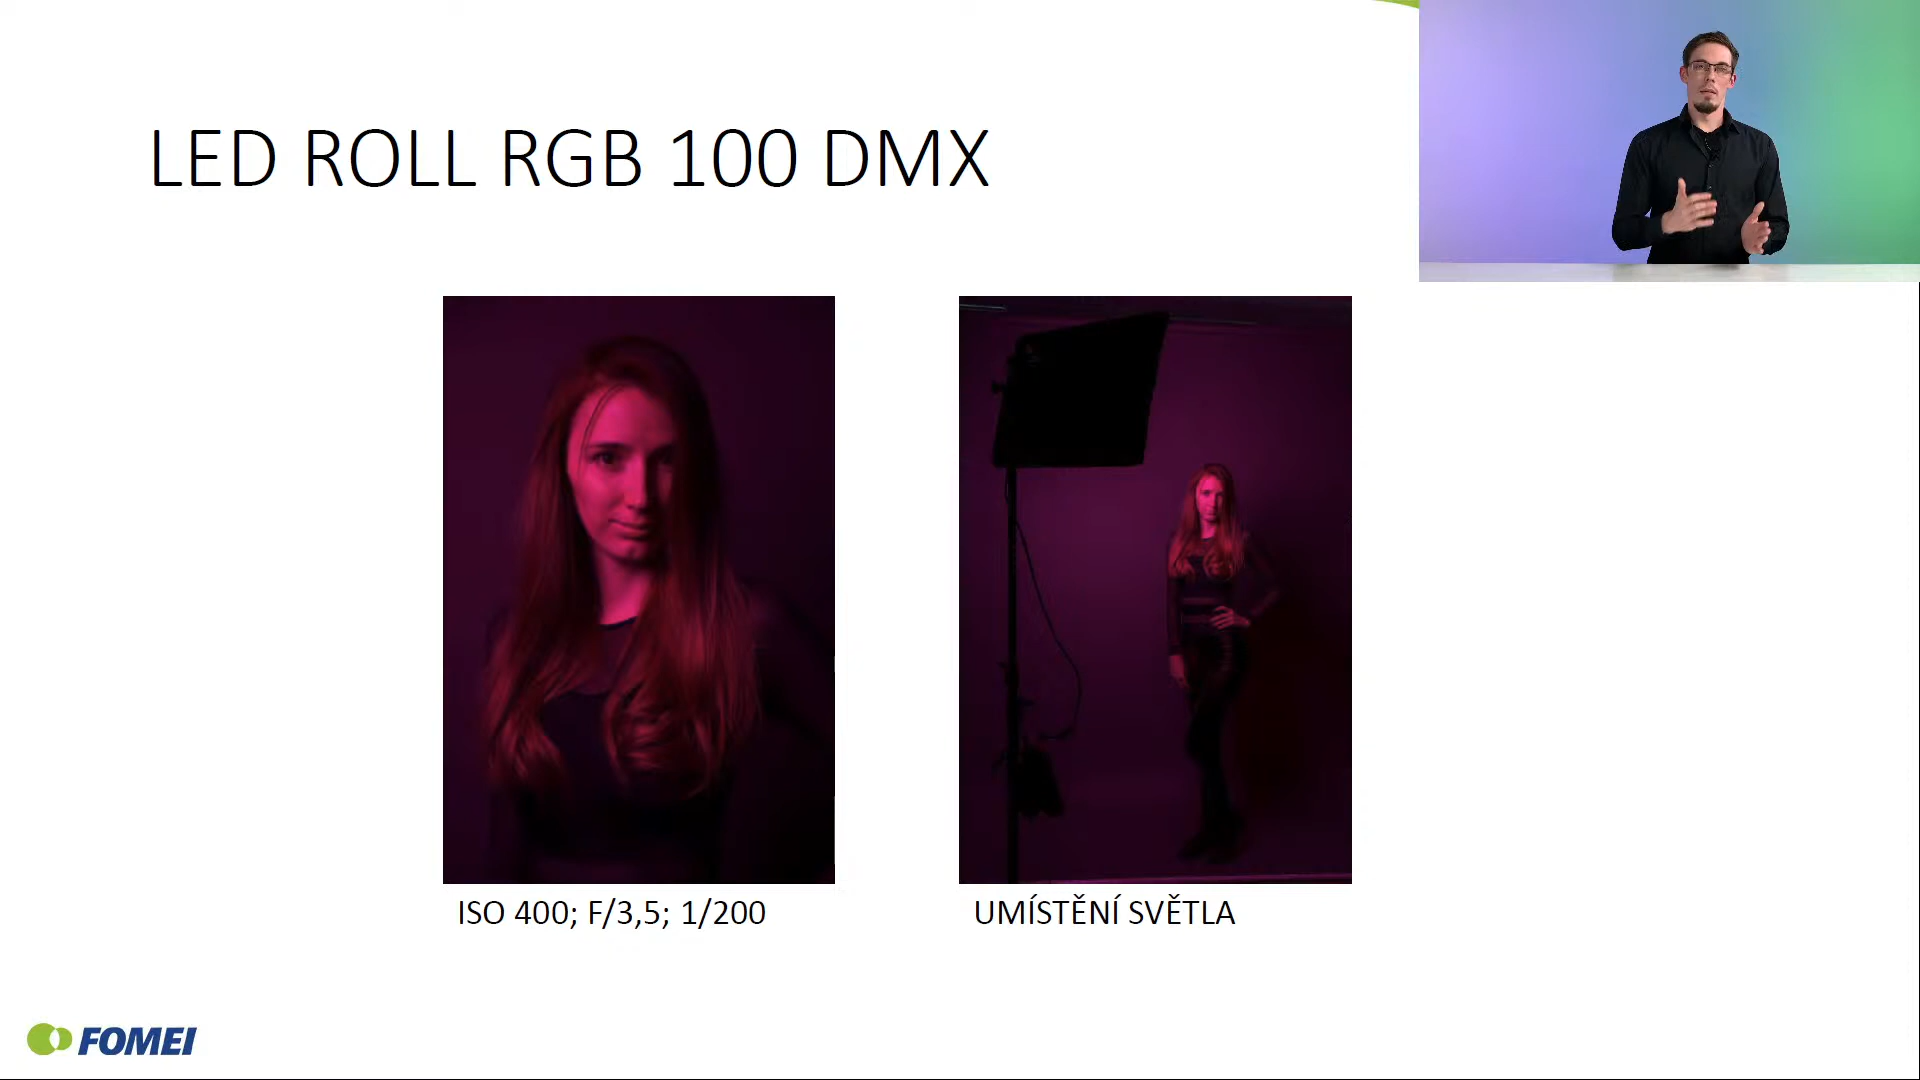 LED ROLL RGB 100 DMX
ISO 400; F/3,5; 1/200
UMÍSTĚNÍ SVĚTLA
FOMEI